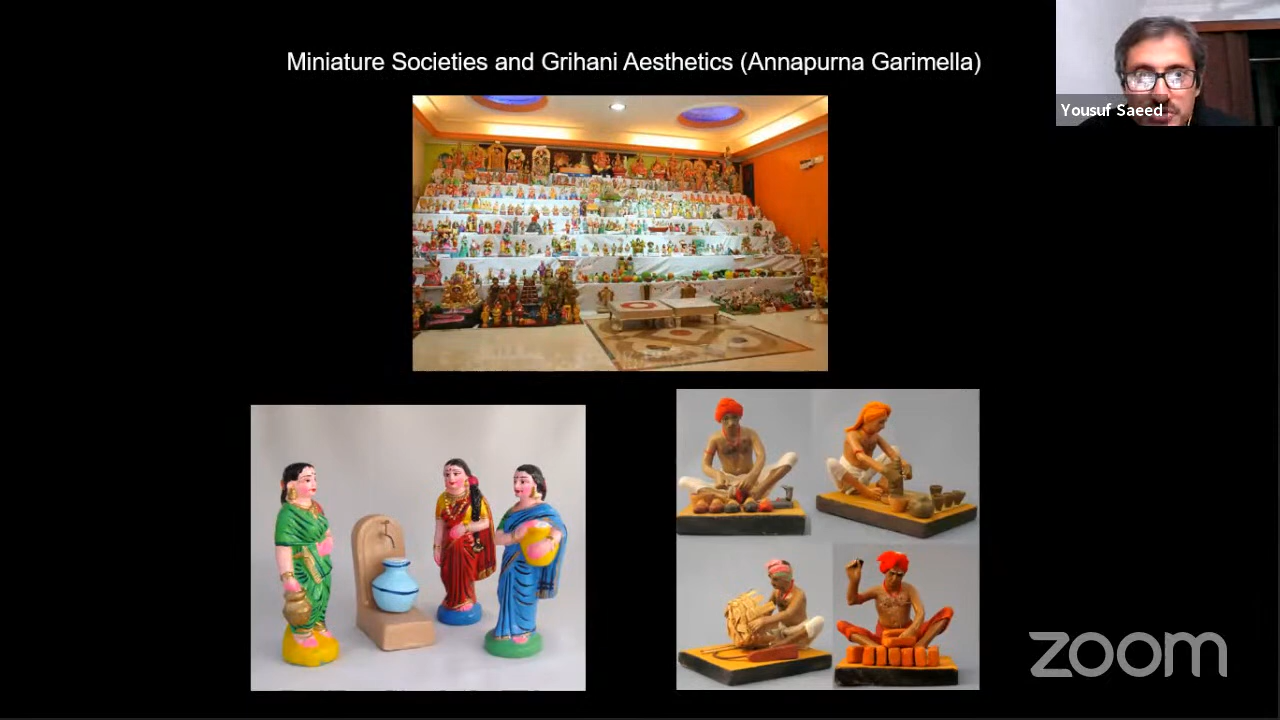 Miniature Societies and Grihani Aesthetics (Annapurna Garimella)
Yousuf Saeed
zoom